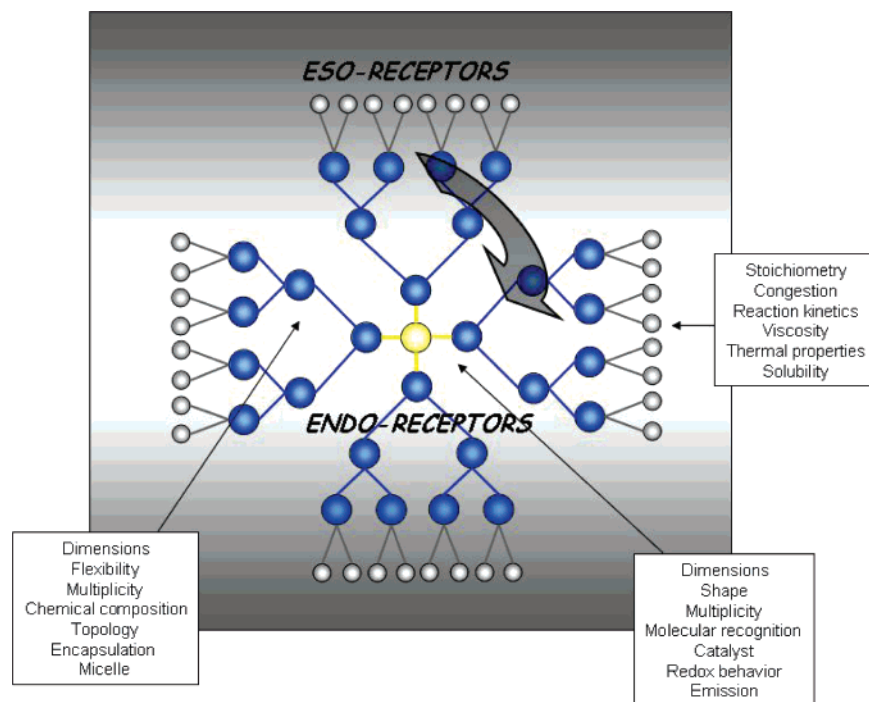 ESO-RECEPTORS
Stoichiometry
Congestion
Reaction kinetics
Viscosity
Thermal properties
Solubility
ENDO-RECEPTORS
Dimensions
Flexibility
Multiplicity
Chemical composition
Topology
Encapsulation
Micelle
Dimensions
Shape
Multiplicity
Molecular recognition
Catalyst
Redox behavior
Emission